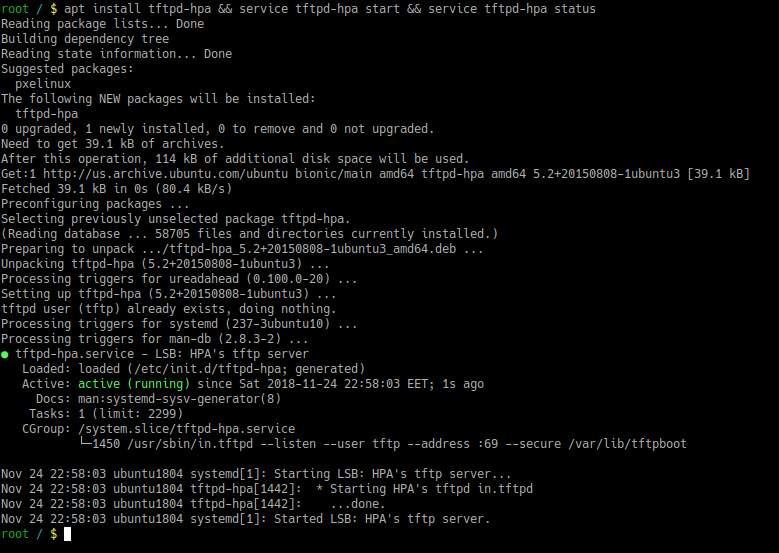 root / $ apt install tftpd-hpa && service tftpd-hpa start && service tftpd-hpa status
Reading package lists... Done
Building dependency tree
Reading state information... Done
Suggested packages:
  pxelinux
The following NEW packages will be installed:
  tftpd-hpa
0 upgraded, 1 newly installed, 0 to remove and 0 not upgraded.
Need to get 39.1 kB of archives.
After this operation, 114 kB of additional disk space will be used.
Get:1 http://us.archive.ubuntu.com/ubuntu bionic/main amd64 tftpd-hpa amd64 5.2+20150808-1ubuntu3 [39.1 kB]
Fetched 39.1 kB in 0s (80.4 kB/s)
Preconfiguring packages ...
Selecting previously unselected package tftpd-hpa.
(Reading database ... 58705 files and directories currently installed.)
Preparing to unpack .../tftpd-hpa_5.2+20150808-1ubuntu3_amd64.deb ...
Unpacking tftpd-hpa (5.2+20150808-1ubuntu3) ...
Processing triggers for ureadahead (0.100.0-20) ...
Setting up tftpd-hpa (5.2+20150808-1ubuntu3) ...
tftpd user (tftp) already exists, doing nothing.
Processing triggers for systemd (237-3ubuntu10) ...
Processing triggers for man-db (2.8.3-2) ...
● tftpd-hpa.service - LSB: HPA's tftp server
   Loaded: loaded (/etc/init.d/tftpd-hpa; generated)
   Active: active (running) since Sat 2018-11-24 22:58:03 EET; 1s ago
     Docs: man:systemd-sysv-generator(8)
    Tasks: 1 (limit: 2299)
   CGroup: /system.slice/tftpd-hpa.service
           └─1450 /usr/sbin/in.tftpd --listen --user tftp --address :69 --secure /var/lib/tftpboot

Nov 24 22:58:03 ubuntu1804 systemd[1]: Starting LSB: HPA's tftp server...
Nov 24 22:58:03 ubuntu1804 tftpd-hpa[1442]:  * Starting HPA's tftpd in.tftpd
Nov 24 22:58:03 ubuntu1804 tftpd-hpa[1442]:    ...done.
Nov 24 22:58:03 ubuntu1804 systemd[1]: Started LSB: HPA's tftp server.
root / $